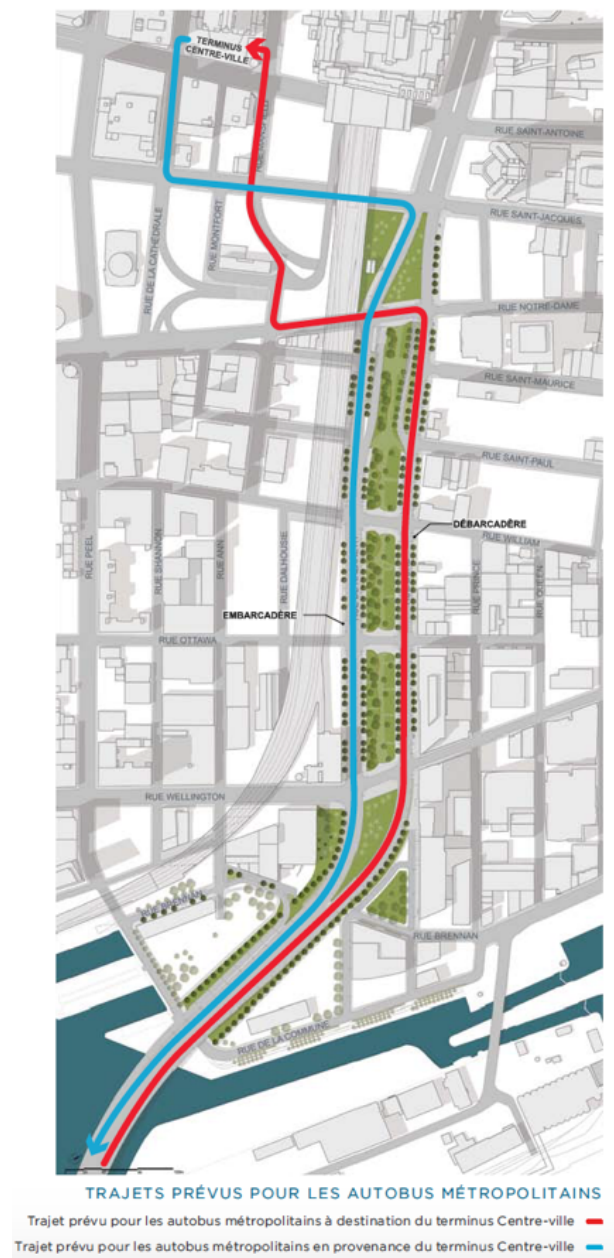 TERMINUS
CENTRE-VILLE
RUE SAINT-ANTOINE
RUE SAINT-JACQUES
RUE MONTFORT
RUE DE LA CATHÉDRALE
RUE NOTRE-DAME
RUE SAINT-MAURICE
RUE SAINT-PAUL
DÉBARCADÈRE
RUE WILLIAM
RUE PEEL
RUE SHANNON
RUE ANN
RUE DALHOUSIE
RUE PRINCE
RUE QUEEN
EMBARCADÈRE
RUE OTTAWA
RUE WELLINGTON
RUE BRENNAN
RUE BRENNAN
RUE DE LA COMMUNE
TRAJETS PRÉVUS POUR LES AUTOBUS MÉTROPOLITAINS
Trajet prévu pour les autobus métropolitains à destination du terminus Centre-ville
Trajet prévu pour les autobus métropolitains en provenance du terminus Centre-ville